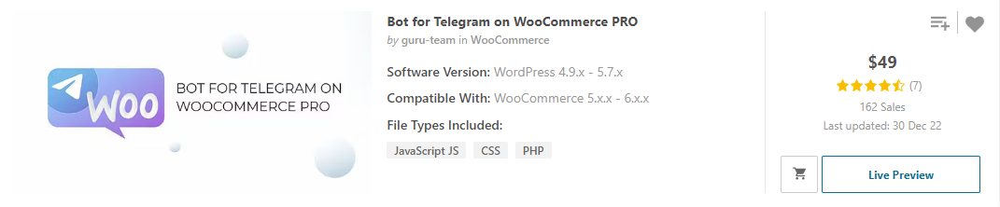 WOO
BOT FOR TELEGRAM ON
WOOCOMMERCE PRO
Bot for Telegram on WooCommerce PRO
by guru-team in WooCommerce
Software Version: WordPress 4.9.x - 5.7.x
Compatible With: WooCommerce 5.x.x - 6.x.x
File Types Included:
JavaScript JS CSS PHP
$49
(7)
162 Sales
Last updated: 30 Dec 22
Live Preview